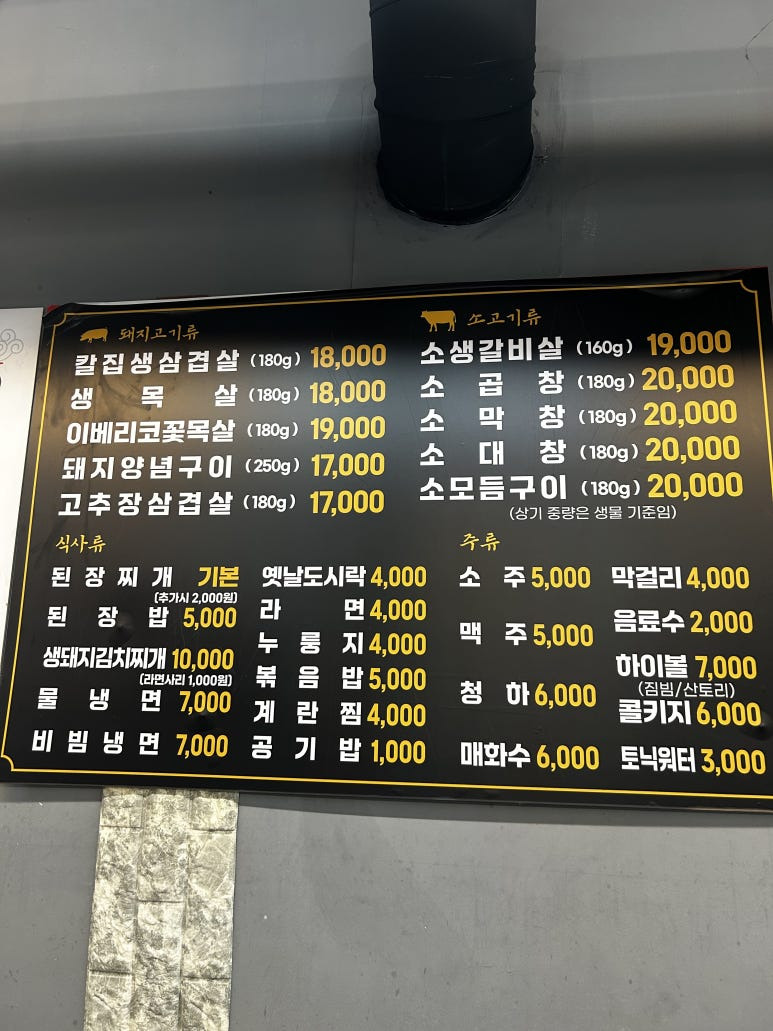 돼지고기류
칼집생삼겹살 (180g) 18,000
생목살 (180g) 18,000
이베리코꽃목살 (180g) 19,000
돼지양념구이 (250g) 17,000
고추장삼겹살 (180g) 17,000
소고기류
소생갈비살 (160g) 19,000
소곱창 (180g) 20,000
소막창 (180g) 20,000
소대창 (180g) 20,000
소모듬구이 (180g) 20,000
(상기 중량은 생물 기준임)
식사류
된장찌개 기본
(추가시 2,000원)
된장밥 5,000
생돼지김치찌개 10,000
(라면사리 1,000원)
물냉면 7,000
비빔냉면 7,000
옛날도시락 4,000
라면 4,000
누룽지 4,000
볶음밥 5,000
계란찜 4,000
공기밥 1,000
주류
소주 5,000
맥주 5,000
청하 6,000
매화수 6,000
막걸리 4,000
음료수 2,000
하이볼 7,000
(짐빔/산토리)
콜키지 6,000
토닉워터 3,000